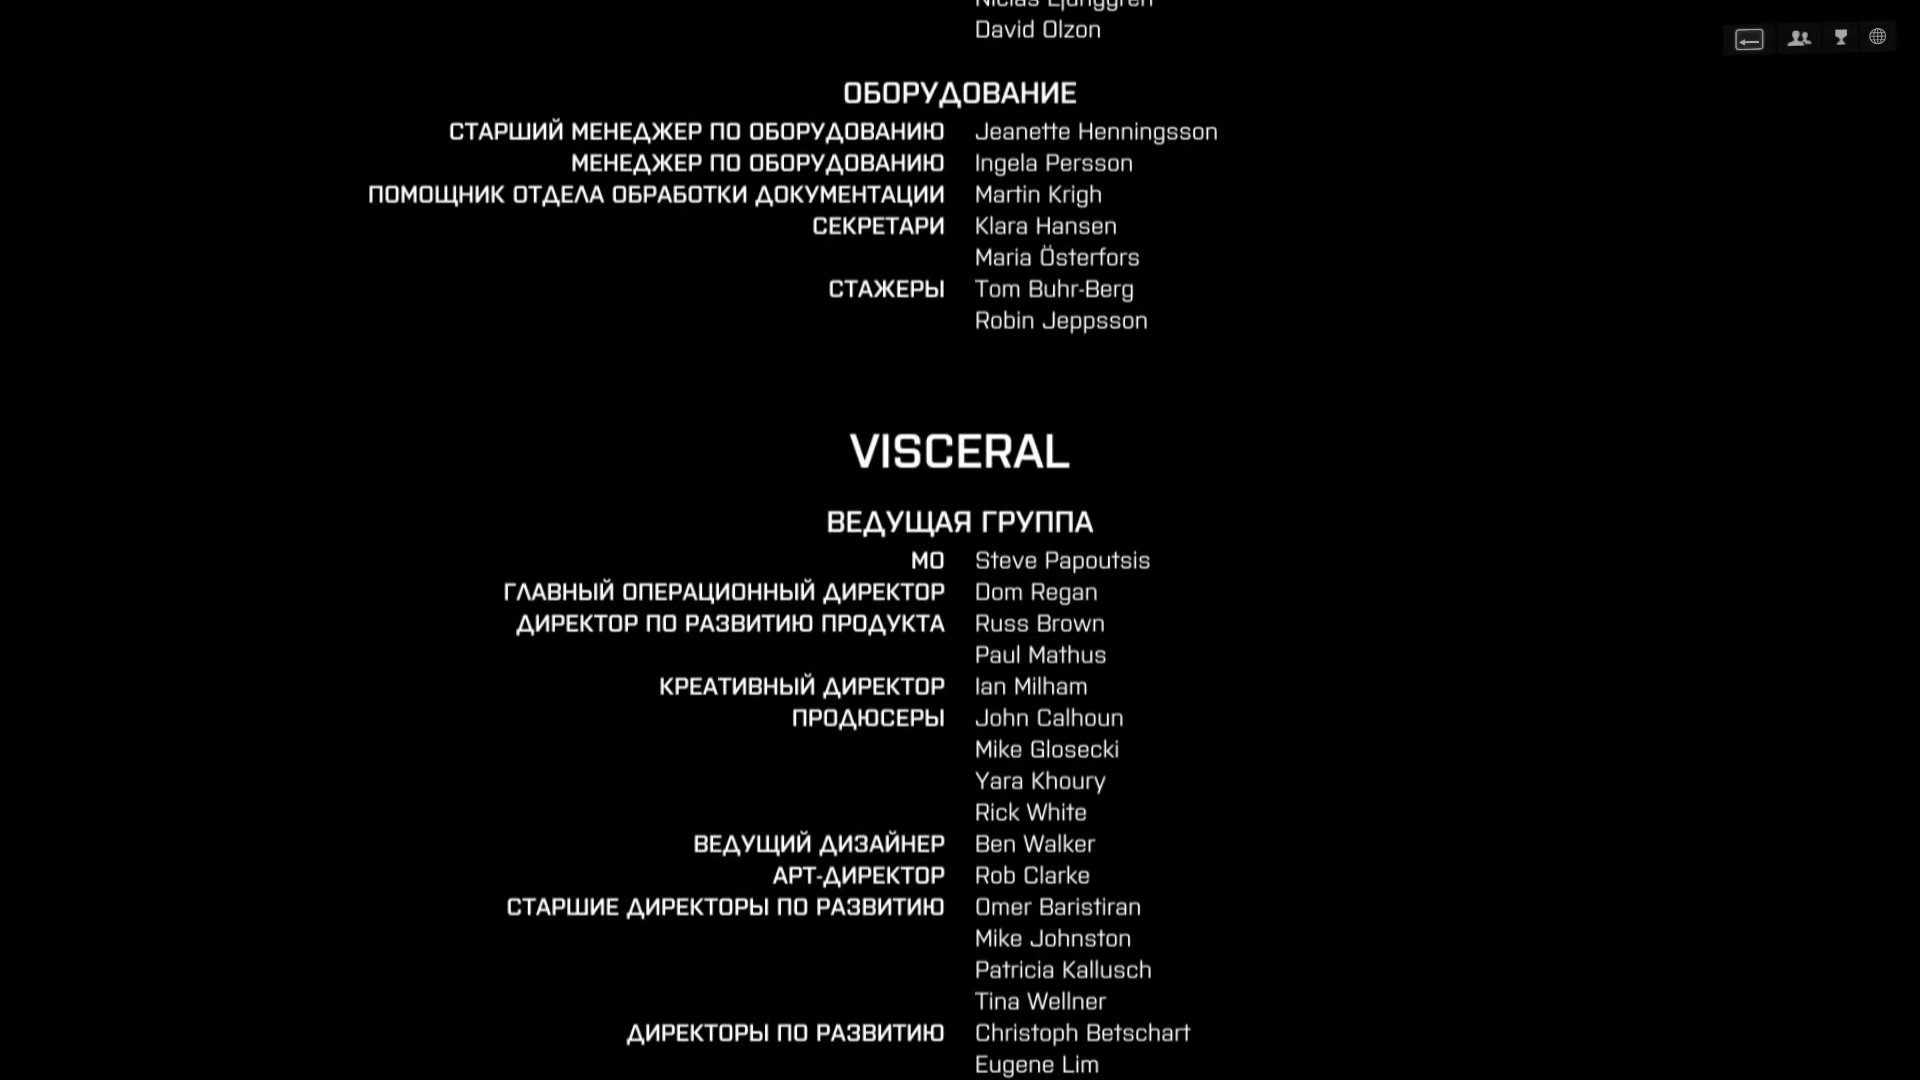 David Olzon
ОБОРУДОВАНИЕ
СТАРШИЙ МЕНЕДЖЕР ПО ОБОРУДОВАНИЮ Jeanette Henningsson
МЕНЕДЖЕР ПО ОБОРУДОВАНИЮ Ingela Persson
ПОМОЩНИК ОТДЕЛА ОБРАБОТКИ ДОКУМЕНТАЦИИ Martin Krigh
СЕКРЕТАРИ Klara Hansen
Maria Österfors
СТАЖЕРЫ Tom Buhr-Berg
Robin Jeppsson
VISCERAL
ВЕДУЩАЯ ГРУППА
МО Steve Papoutsis
ГЛАВНЫЙ ОПЕРАЦИОННЫЙ ДИРЕКТОР Dom Regan
ДИРЕКТОР ПО РАЗВИТИЮ ПРОДУКТА Russ Brown
Paul Mathus
КРЕАТИВНЫЙ ДИРЕКТОР Ian Milham
ПРОДЮСЕРЫ John Calhoun
Mike Glosecki
Yara Khoury
Rick White
ВЕДУЩИЙ ДИЗАЙНЕР Ben Walker
АРТ-ДИРЕКТОР Rob Clarke
СТАРШИЕ ДИРЕКТОРЫ ПО РАЗВИТИЮ Omer Baristiran
Mike Johnston
Patricia Kallusch
Tina Wellner
ДИРЕКТОРЫ ПО РАЗВИТИЮ Christoph Betschart
Eugene Lim